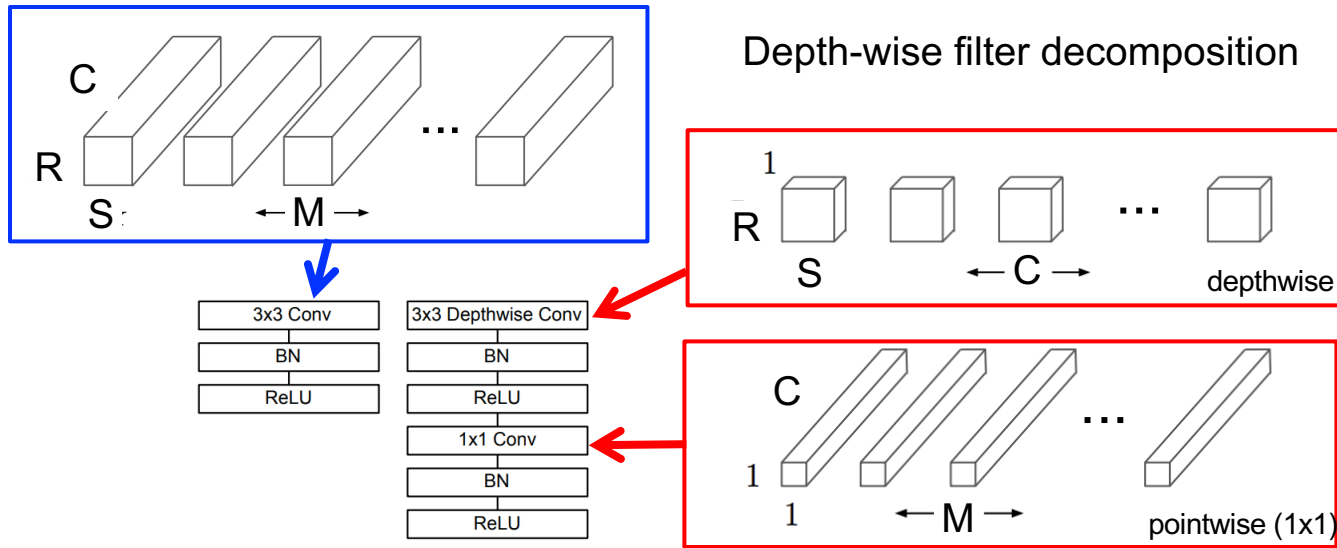 Depth-wise filter decomposition
C
R
S
M
...
1
R
S
C
...
depthwise
3x3 Conv
BN
ReLU
3x3 Depthwise Conv
BN
ReLU
1x1 Conv
BN
ReLU
C
1
1
M
...
pointwise (1x1)